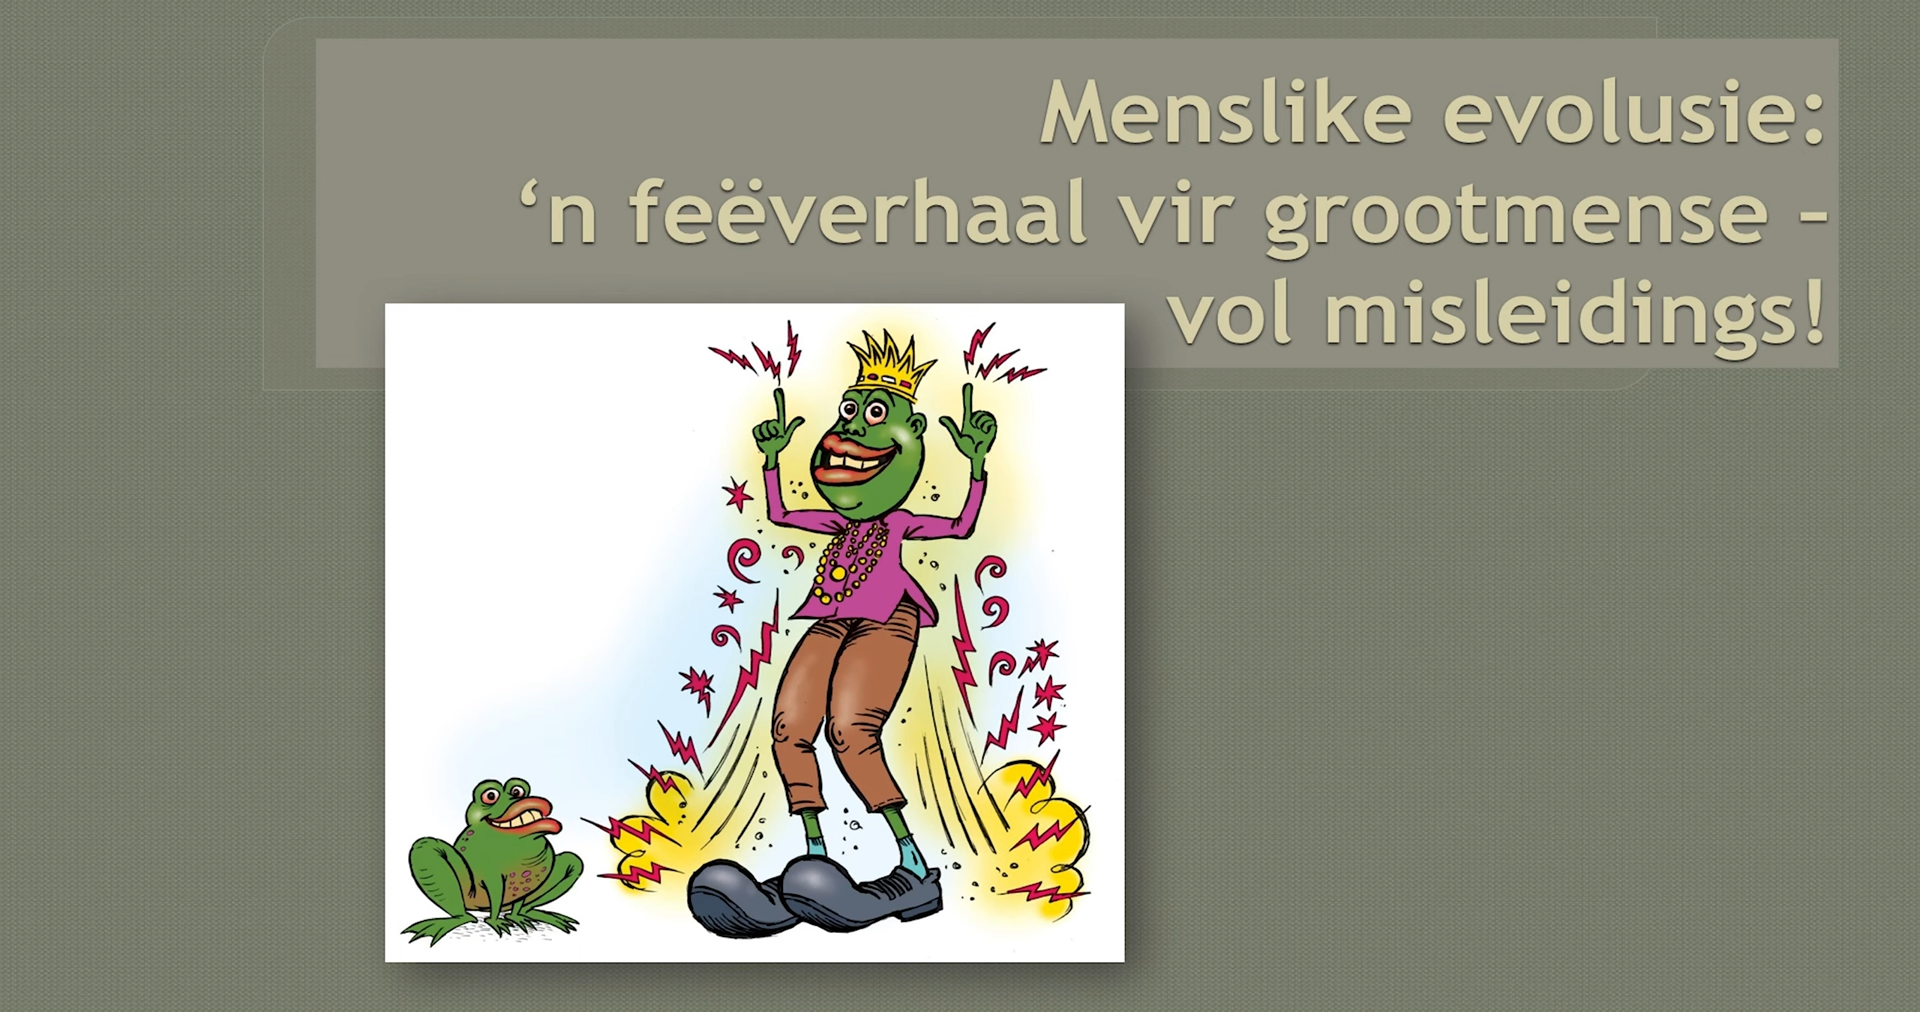 Menslike evolusie:
‘n feëverhaal vir grootmense –
vol misleidings!